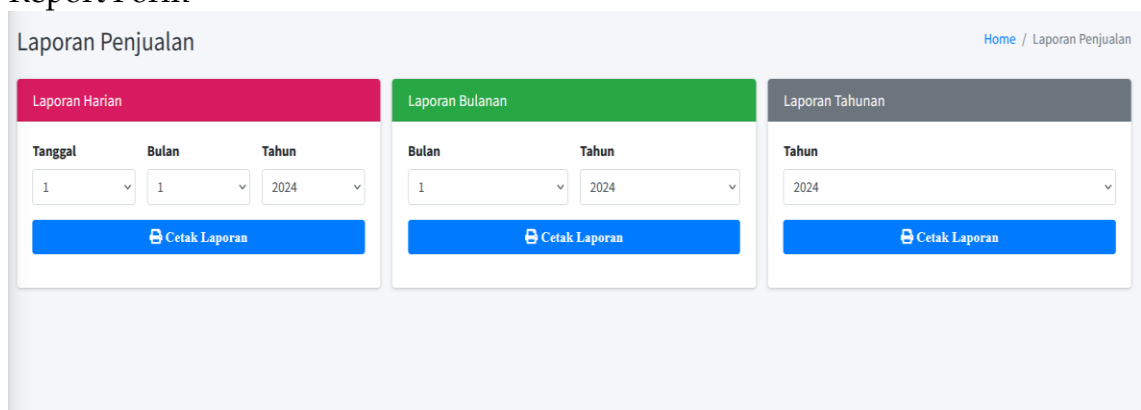 Laporan Penjualan
Home / Laporan Penjualan
Laporan Harian
Tanggal Bulan Tahun
1 1 2024
Cetak Laporan
Laporan Bulanan
Bulan Tahun
1 2024
Cetak Laporan
Laporan Tahunan
Tahun
2024
Cetak Laporan